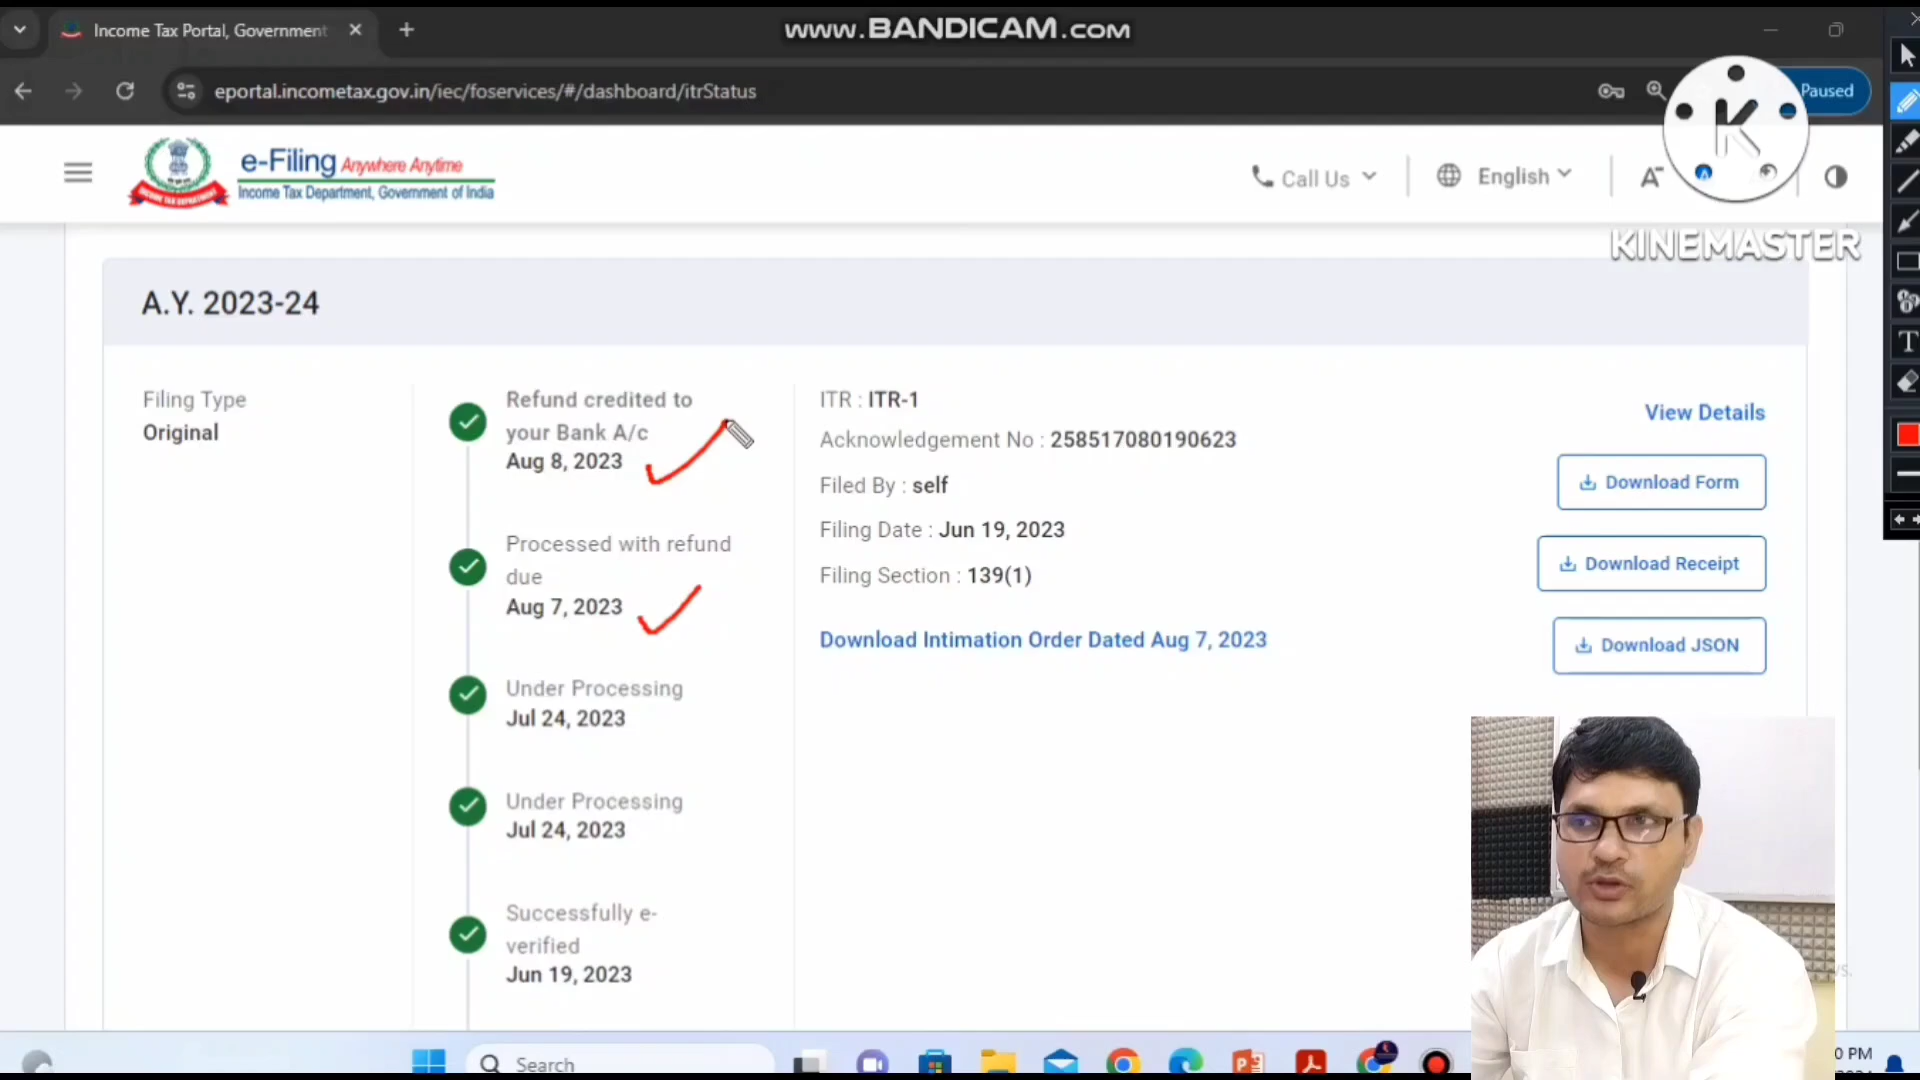 Income Tax Portal, Government
www.BANDICAM.com
eportal.incometax.gov.in/iec/foservices/#/dashboard/itrStatus
Paused
e-Filing Anywhere Anytime
Income Tax Department, Government of India
Call Us
English
A-
KINEMASTER
A.Y. 2023-24
Filing Type
Original
Refund credited to
your Bank A/c
Aug 8, 2023
Processed with refund
due
Aug 7, 2023
Under Processing
Jul 24, 2023
Under Processing
Jul 24, 2023
Successfully e-
verified
Jun 19, 2023
ITR : ITR-1
Acknowledgement No : 258517080190623
Filed By : self
Filing Date : Jun 19, 2023
Filing Section : 139(1)
Download Intimation Order Dated Aug 7, 2023
View Details
Download Form
Download Receipt
Download JSON
Search
0 PM